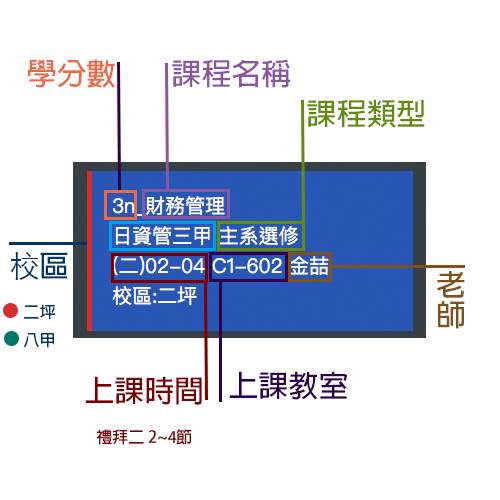 學分數 課程名稱
課程類型
3n_財務管理
日資管三甲 主系選修
(二)02-04 C1-602 金喆
校區:二坪
校區
二坪
八甲
老師
上課時間 上課教室
禮拜二 2~4節